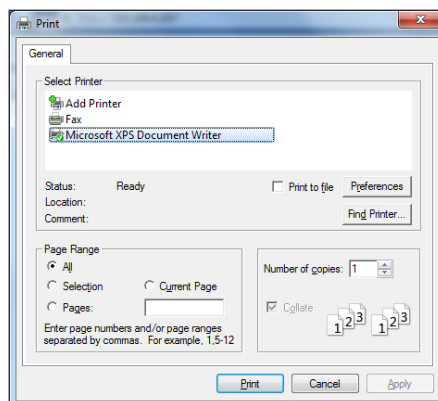 Print
General
Select Printer
Add Printer
Fax
Microsoft XPS Document Writer
Status: Ready
Print to file
Preferences
Location:
Comment:
Find Printer...
Page Range
All
Selection
Current Page
Pages:
Enter page numbers and/or page ranges
separated by commas. For example, 1,5-12
Number of copies: 1
Collate
1 2 3 1 2 3
Print Cancel Apply